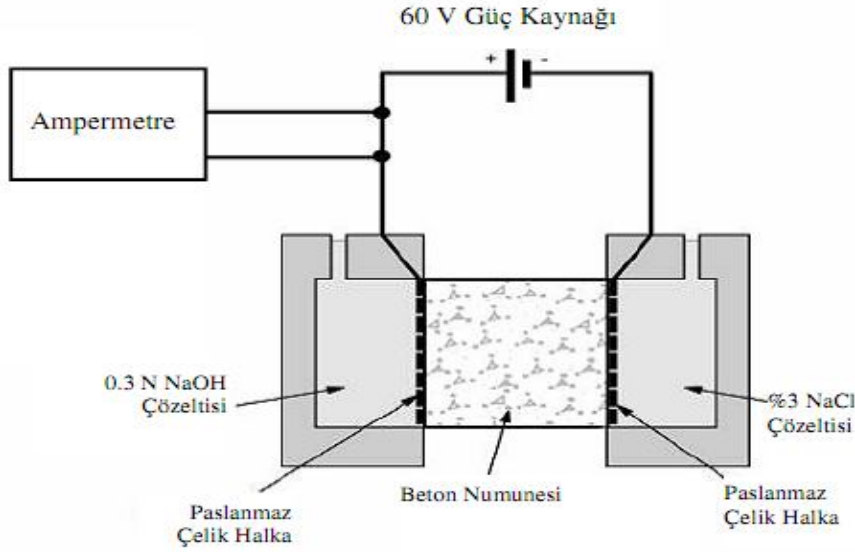 60 V Güç Kaynağı
+ -
Ampermetre
0.3 N NaOH
Çözeltisi
%3 NaCl
Çözeltisi
Beton Numunesi
Paslanmaz
Çelik Halka
Paslanmaz
Çelik Halka